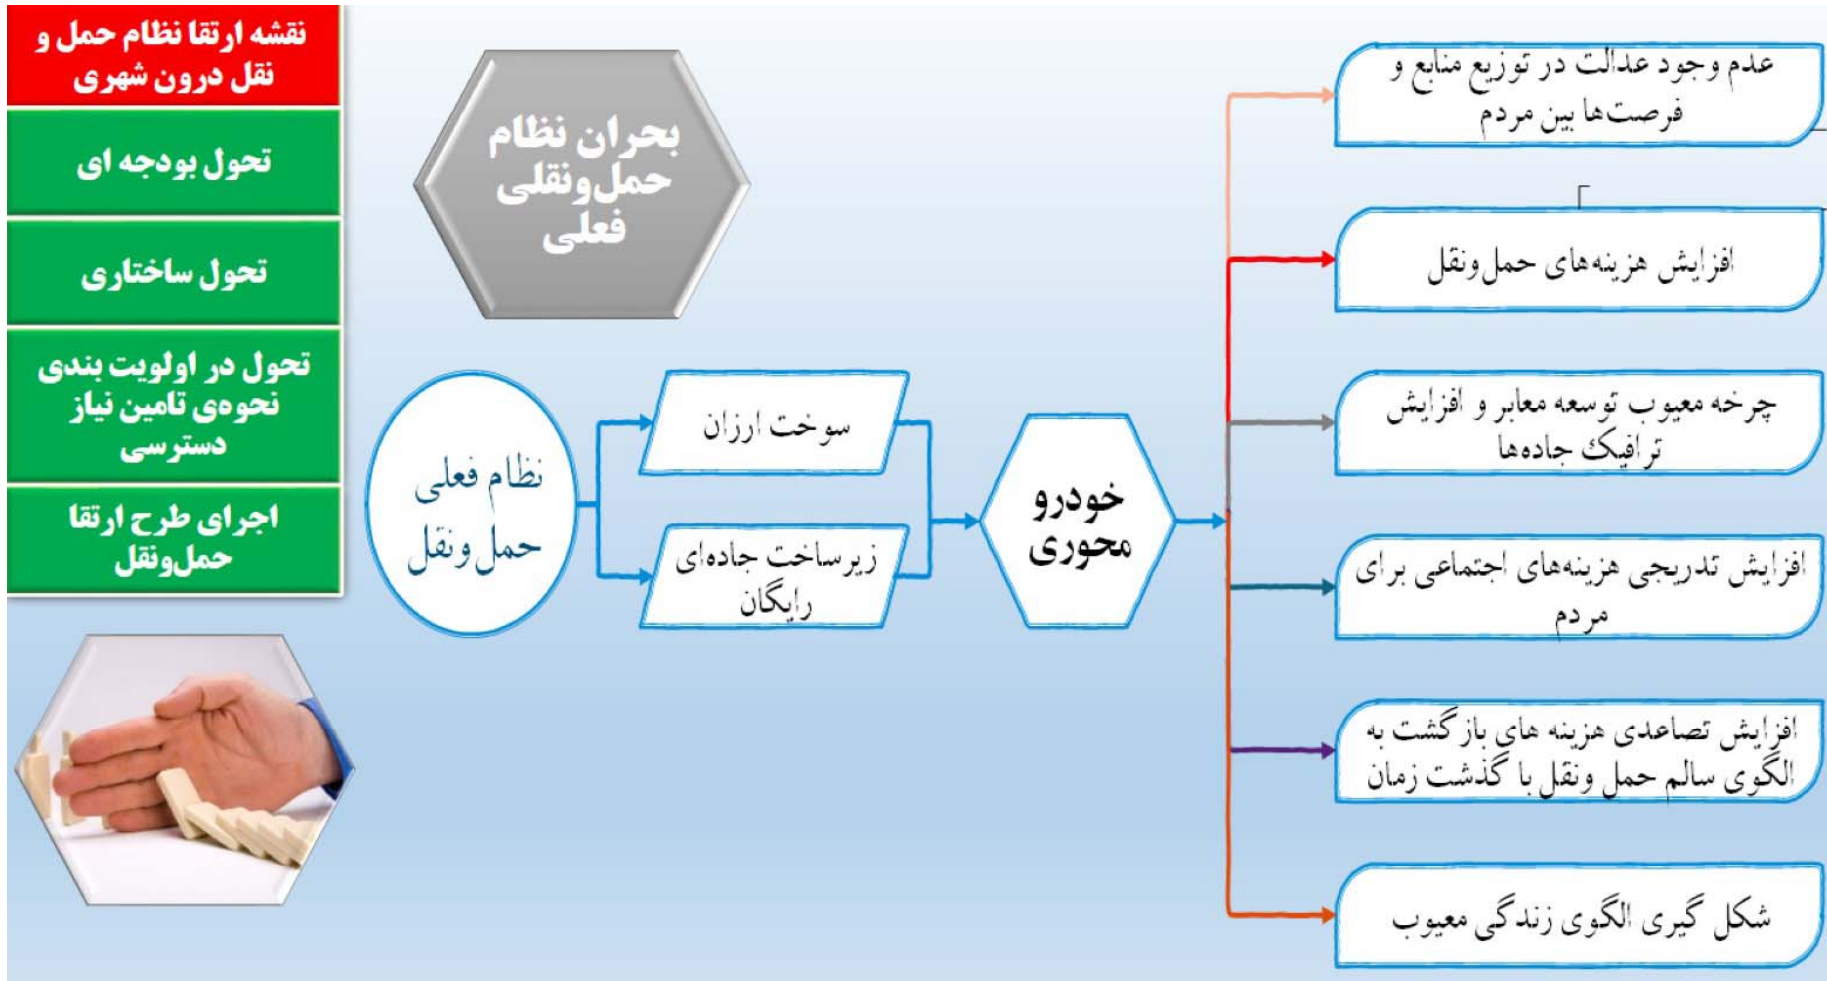 نقشه ارتقا نظام حمل و
نقل درون شهری
تحول بودجه ای
تحول ساختاری
تحول در اولویت بندی
نحوه‌ی تامین نیاز
دسترسی
اجرای طرح ارتقا
حمل‌ونقل
بحران نظام
حمل‌ونقلی
فعلی
نظام فعلی
حمل‌ونقل
سوخت ارزان
زیرساخت جاده‌ای
رایگان
خودرو
محوری
عدم وجود عدالت در توزیع منابع و
فرصت‌ها بین مردم
افزایش هزینه‌های حمل‌ونقل
چرخه معیوب توسعه معابر و افزایش
ترافیک جاده‌ها
افزایش تدریجی هزینه‌های اجتماعی برای
مردم
افزایش تصاعدی هزینه های بازگشت به
الگوی سالم حمل ونقل با گذشت زمان
شکل گیری الگوی زندگی معیوب